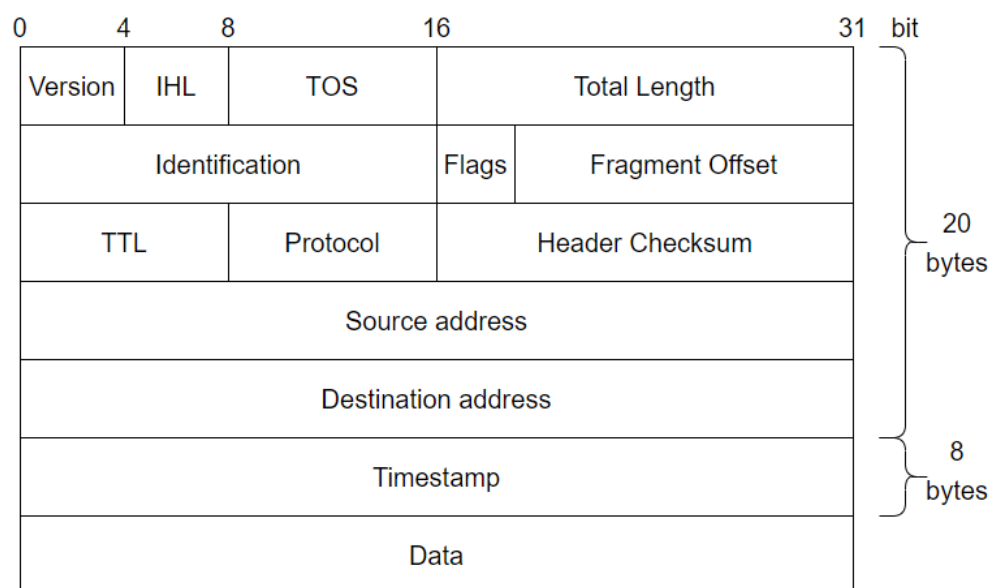 0 4 8 16 31 bit
Version IHL TOS Total Length
Identification Flags Fragment Offset
TTL Protocol Header Checksum
20
bytes
Source address
Destination address
Timestamp
8
bytes
Data